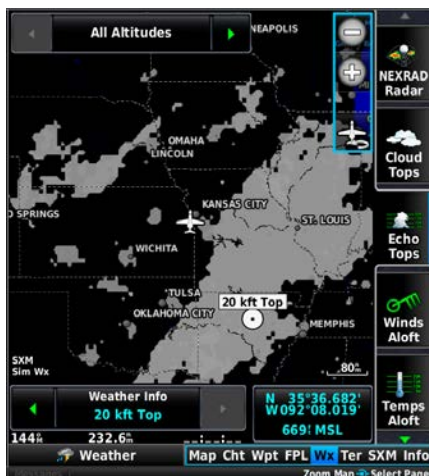 All Altitudes
NEAPOLIS
NEXRAD
Radar
Cloud
Tops
OMAHA
LINCOLN
O SPRINGS
KANSAS CITY
ST. LOUIS
Echo
Tops
WICHITA
TULSA
20 kft Top
OKLAHOMA CITY
MEMPHIS
Winds
Aloft
SXM
Sim Wx
80
Weather Info
20 kft Top
N 35°36.682'
W092°08.019'
669 MSL
Temps
Aloft
144
232.6
Weather
Map Cht Wpt FPL Wx Ter SXM Info
Zoom Map Select Page